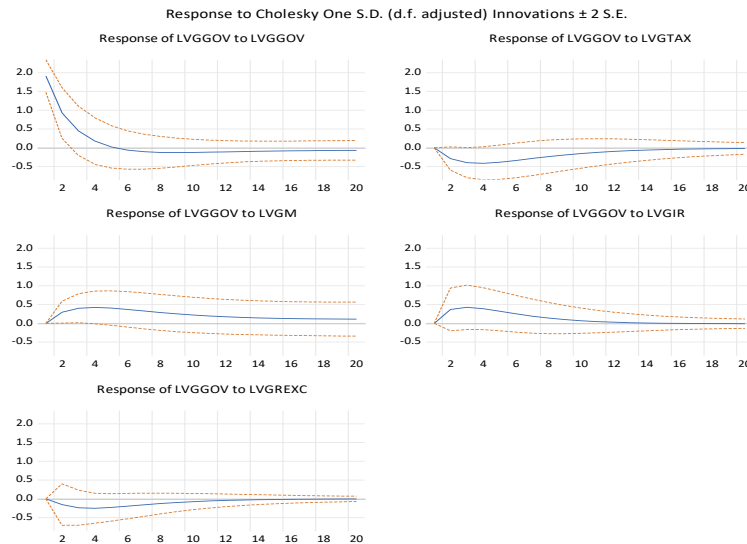 Response to Cholesky One S.D. (d.f. adjusted) Innovations ± 2 S.E.
Response of LVGGOV to LVGGOV
2.0
1.5
1.0
0.5
0.0
-0.5
2 4 6 8 10 12 14 16 18 20
Response of LVGGOV to LVGTAX
2.0
1.5
1.0
0.5
0.0
-0.5
2 4 6 8 10 12 14 16 18 20
Response of LVGGOV to LVGM
2.0
1.5
1.0
0.5
0.0
-0.5
2 4 6 8 10 12 14 16 18 20
Response of LVGGOV to LVGIR
2.0
1.5
1.0
0.5
0.0
-0.5
2 4 6 8 10 12 14 16 18 20
Response of LVGGOV to LVGREXC
2.0
1.5
1.0
0.5
0.0
-0.5
2 4 6 8 10 12 14 16 18 20